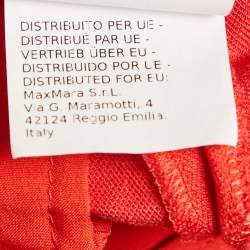 DISTRIBUITO PER UE -
DISTRIBUÉ PAR UE -
VERTRIEB ÜBER EU -
DISTRIBUIDO POR LE -
DISTRIBUTED FOR EU:
MaxMara S.r.L.
Via G. Maramotti, 4
42124 Reggio Emilia.
Italy